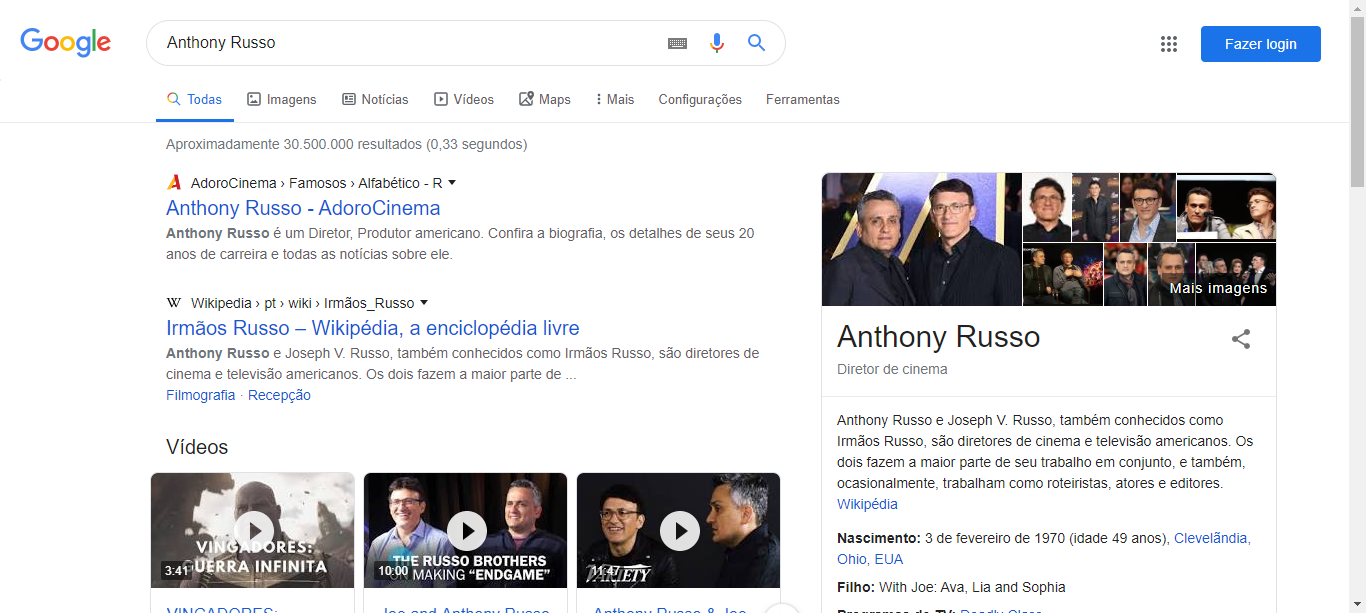 Google
Anthony Russo
Fazer login
Todas
Imagens
Notícias
Vídeos
Maps
Mais
Configurações
Ferramentas
Aproximadamente 30.500.000 resultados (0,33 segundos)
AdoroCinema › Famosos › Alfabético - R
Anthony Russo - AdoroCinema
Anthony Russo é um Diretor, Produtor americano. Confira a biografia, os detalhes de seus 20
anos de carreira e todas as notícias sobre ele.
W Wikipedia › pt › wiki › Irmãos_Russo
Irmãos Russo – Wikipédia, a enciclopédia livre
Anthony Russo e Joseph V. Russo, também conhecidos como Irmãos Russo, são diretores de
cinema e televisão americanos. Os dois fazem a maior parte de ...
Filmografia · Recepção
Vídeos
VINGADORES:
GUERRA INFINITA
3:41
THE RUSSO BROTHERS
ON MAKING “ENDGAME”
10:00
VARIETY
11:47
VINGADORES:
Joe and Anthony Russo
Anthony Russo & Joe
Mais imagens
Anthony Russo
Diretor de cinema
Anthony Russo e Joseph V. Russo, também conhecidos como
Irmãos Russo, são diretores de cinema e televisão americanos. Os
dois fazem a maior parte de seu trabalho em conjunto, e também,
ocasionalmente, trabalham como roteiristas, atores e editores.
Wikipédia
Nascimento: 3 de fevereiro de 1970 (idade 49 anos), Clevelândia,
Ohio, EUA
Filho: With Joe: Ava, Lia and Sophia
Programas de TV: Deadly Class